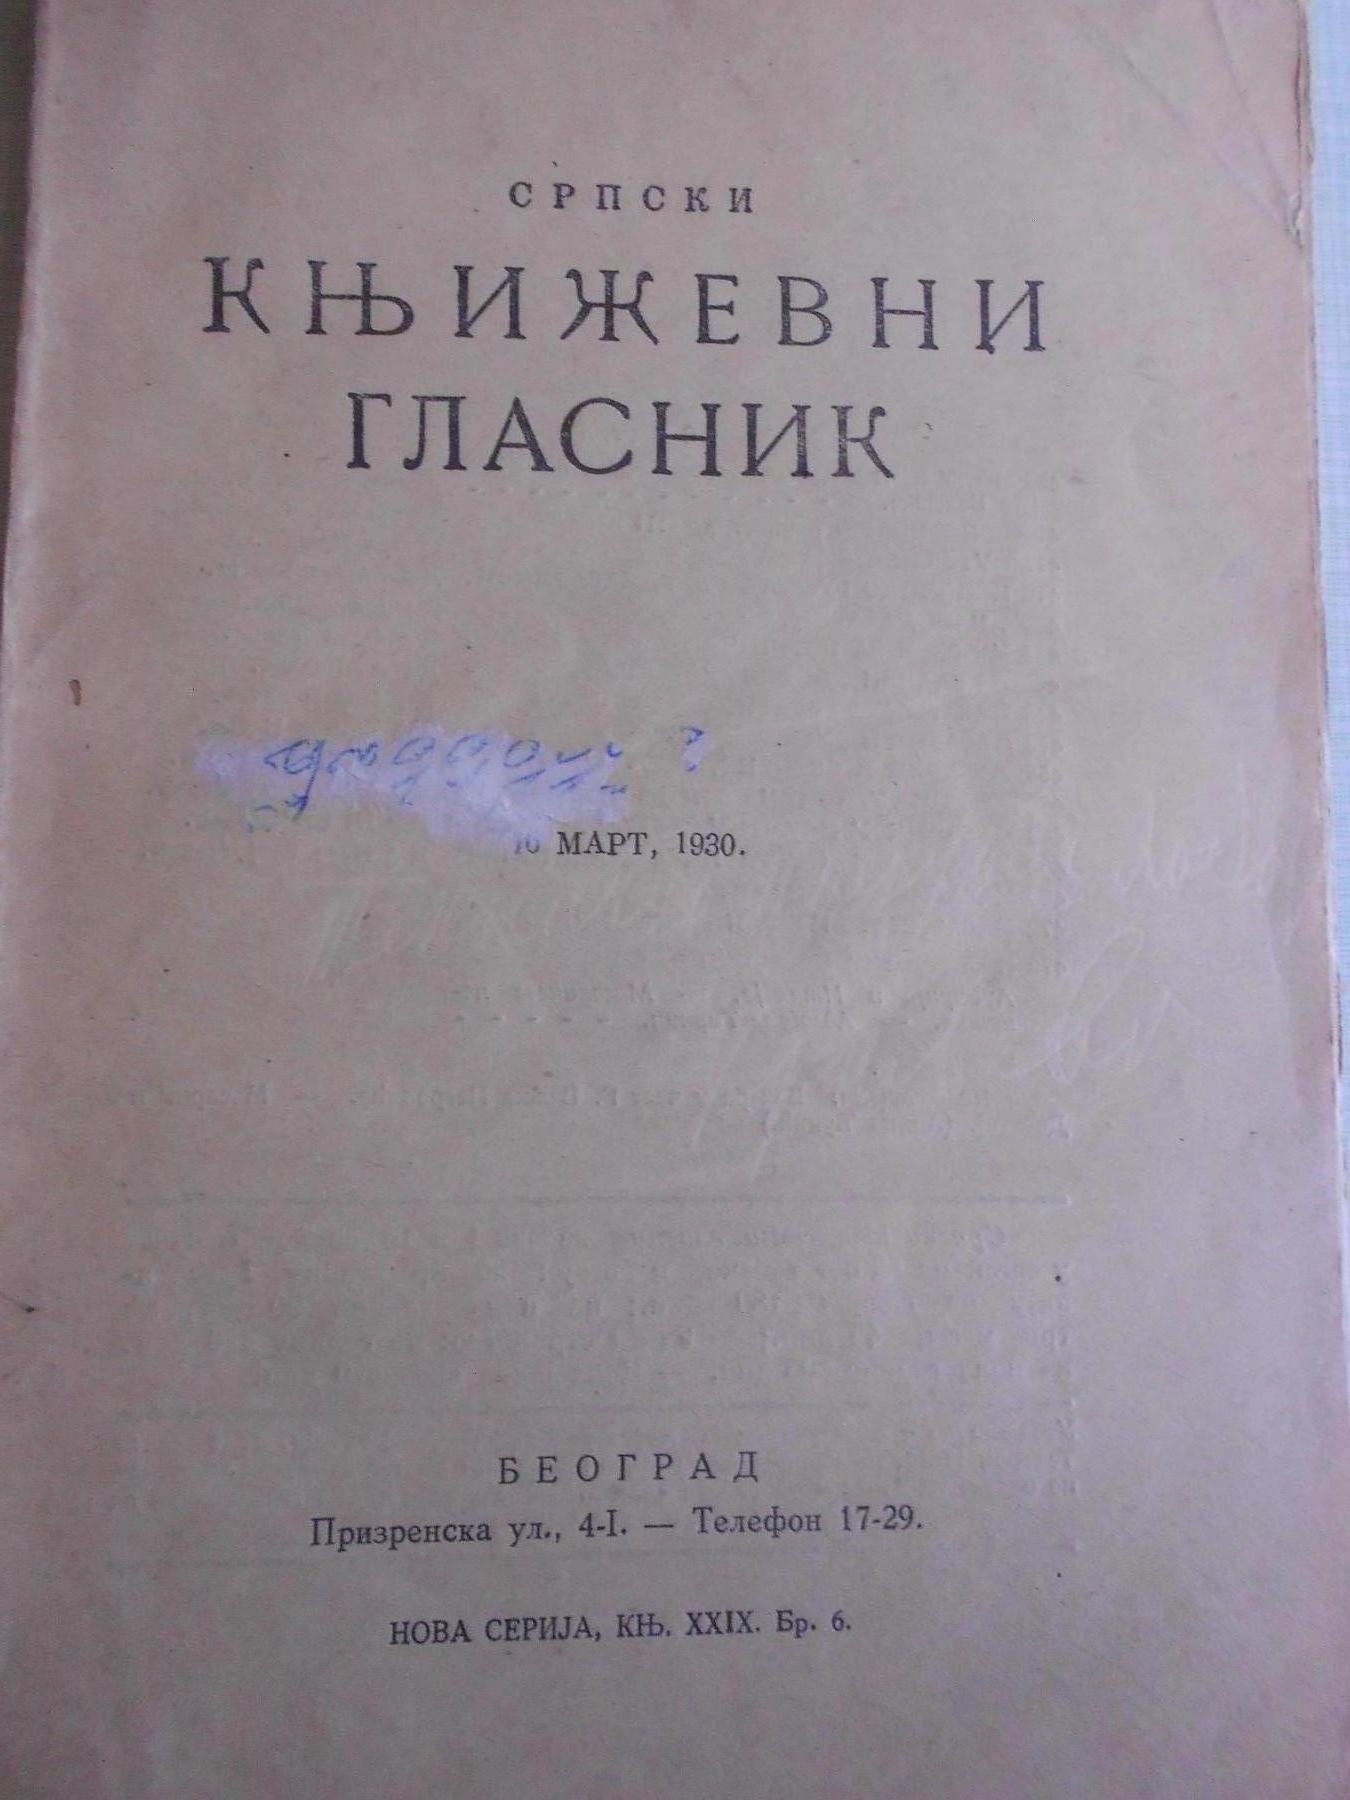 СРПСКИ
КЊИЖЕВНИ
ГЛАСНИК
МАРТ, 1930.
БЕОГРАД
Призренска ул., 4-I. — Телефон 17-29.
НОВА СЕРИЈА, КЊ. XXIX. Бр. 6.